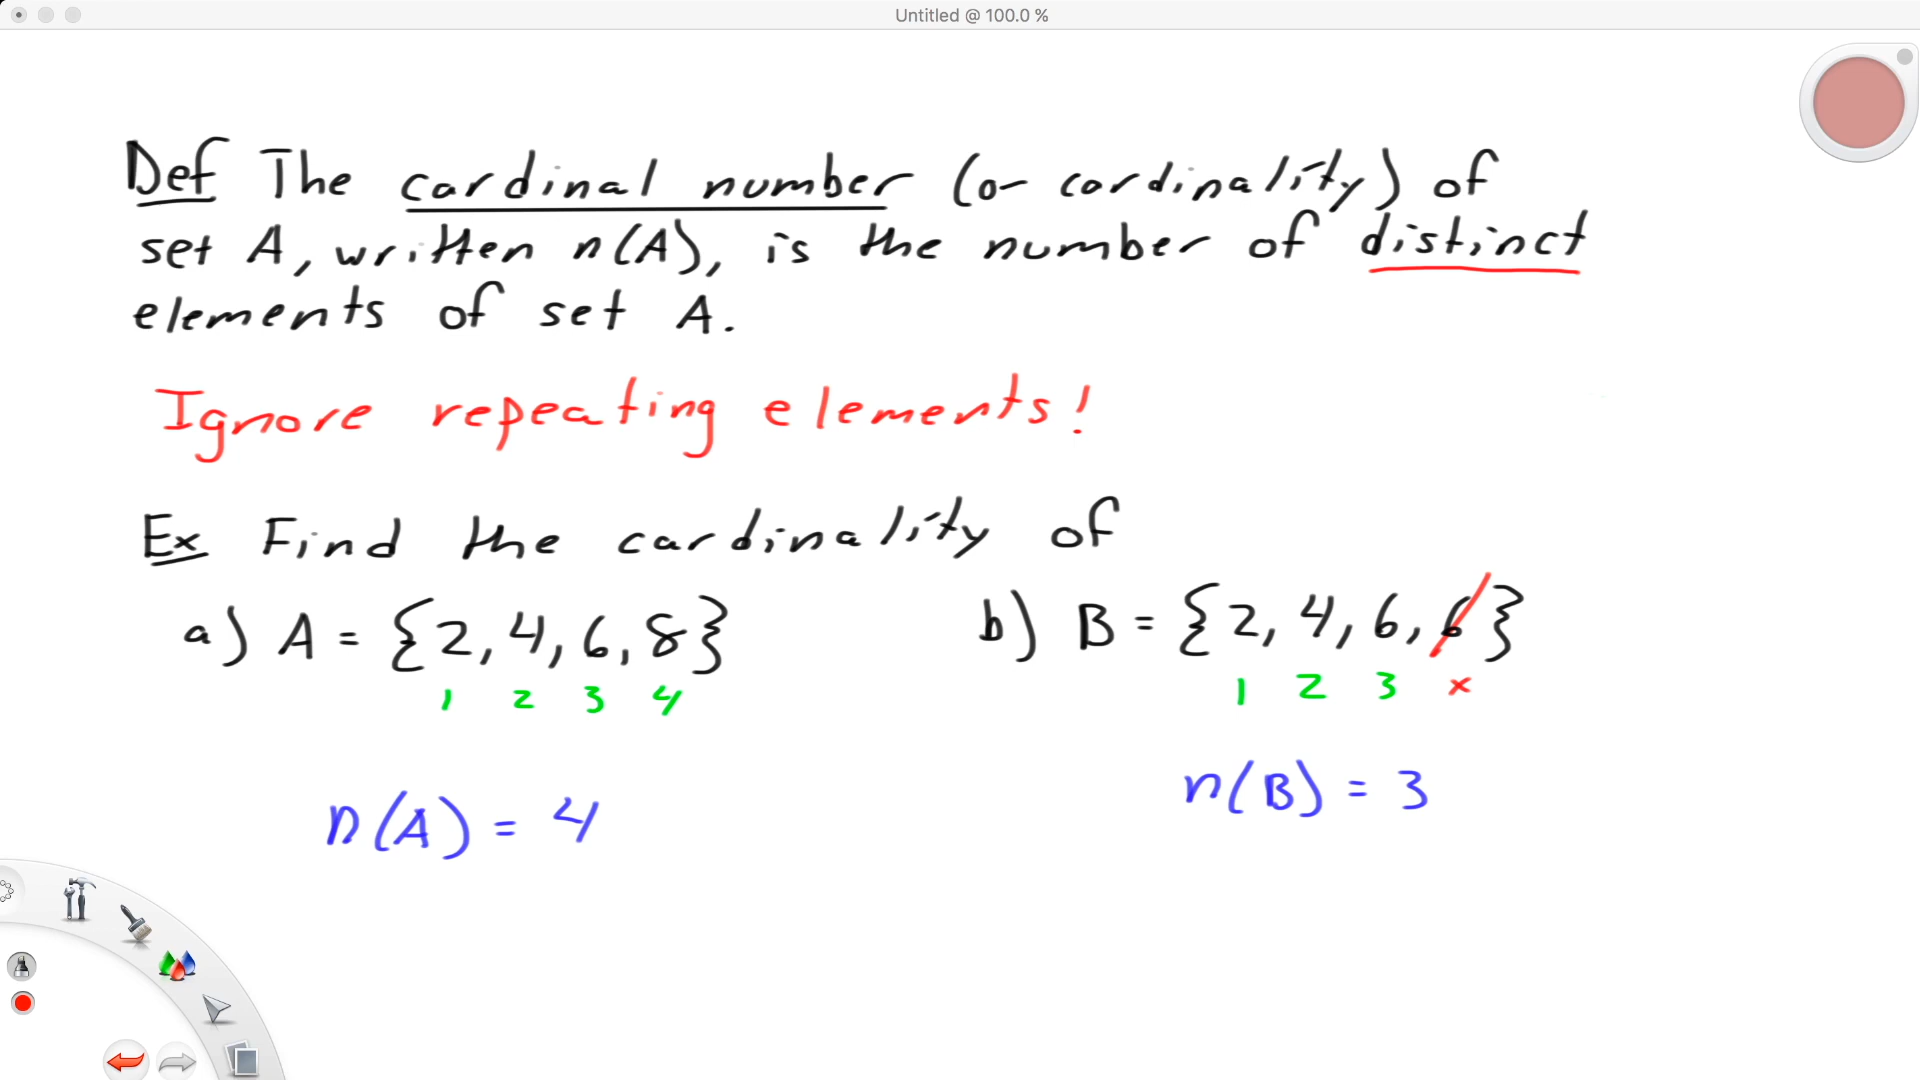 Untitled @ 100.0 %
Def The cardinal number (or cardinality) of
set A, written n(A), is the number of distinct
elements of set A.
Ignore repeating elements!
Ex Find the cardinality of
a) A = {2, 4, 6, 8}
1 2 3 4
n(A) = 4
b) B = {2, 4, 6, 6}
1 2 3 x
n(B) = 3